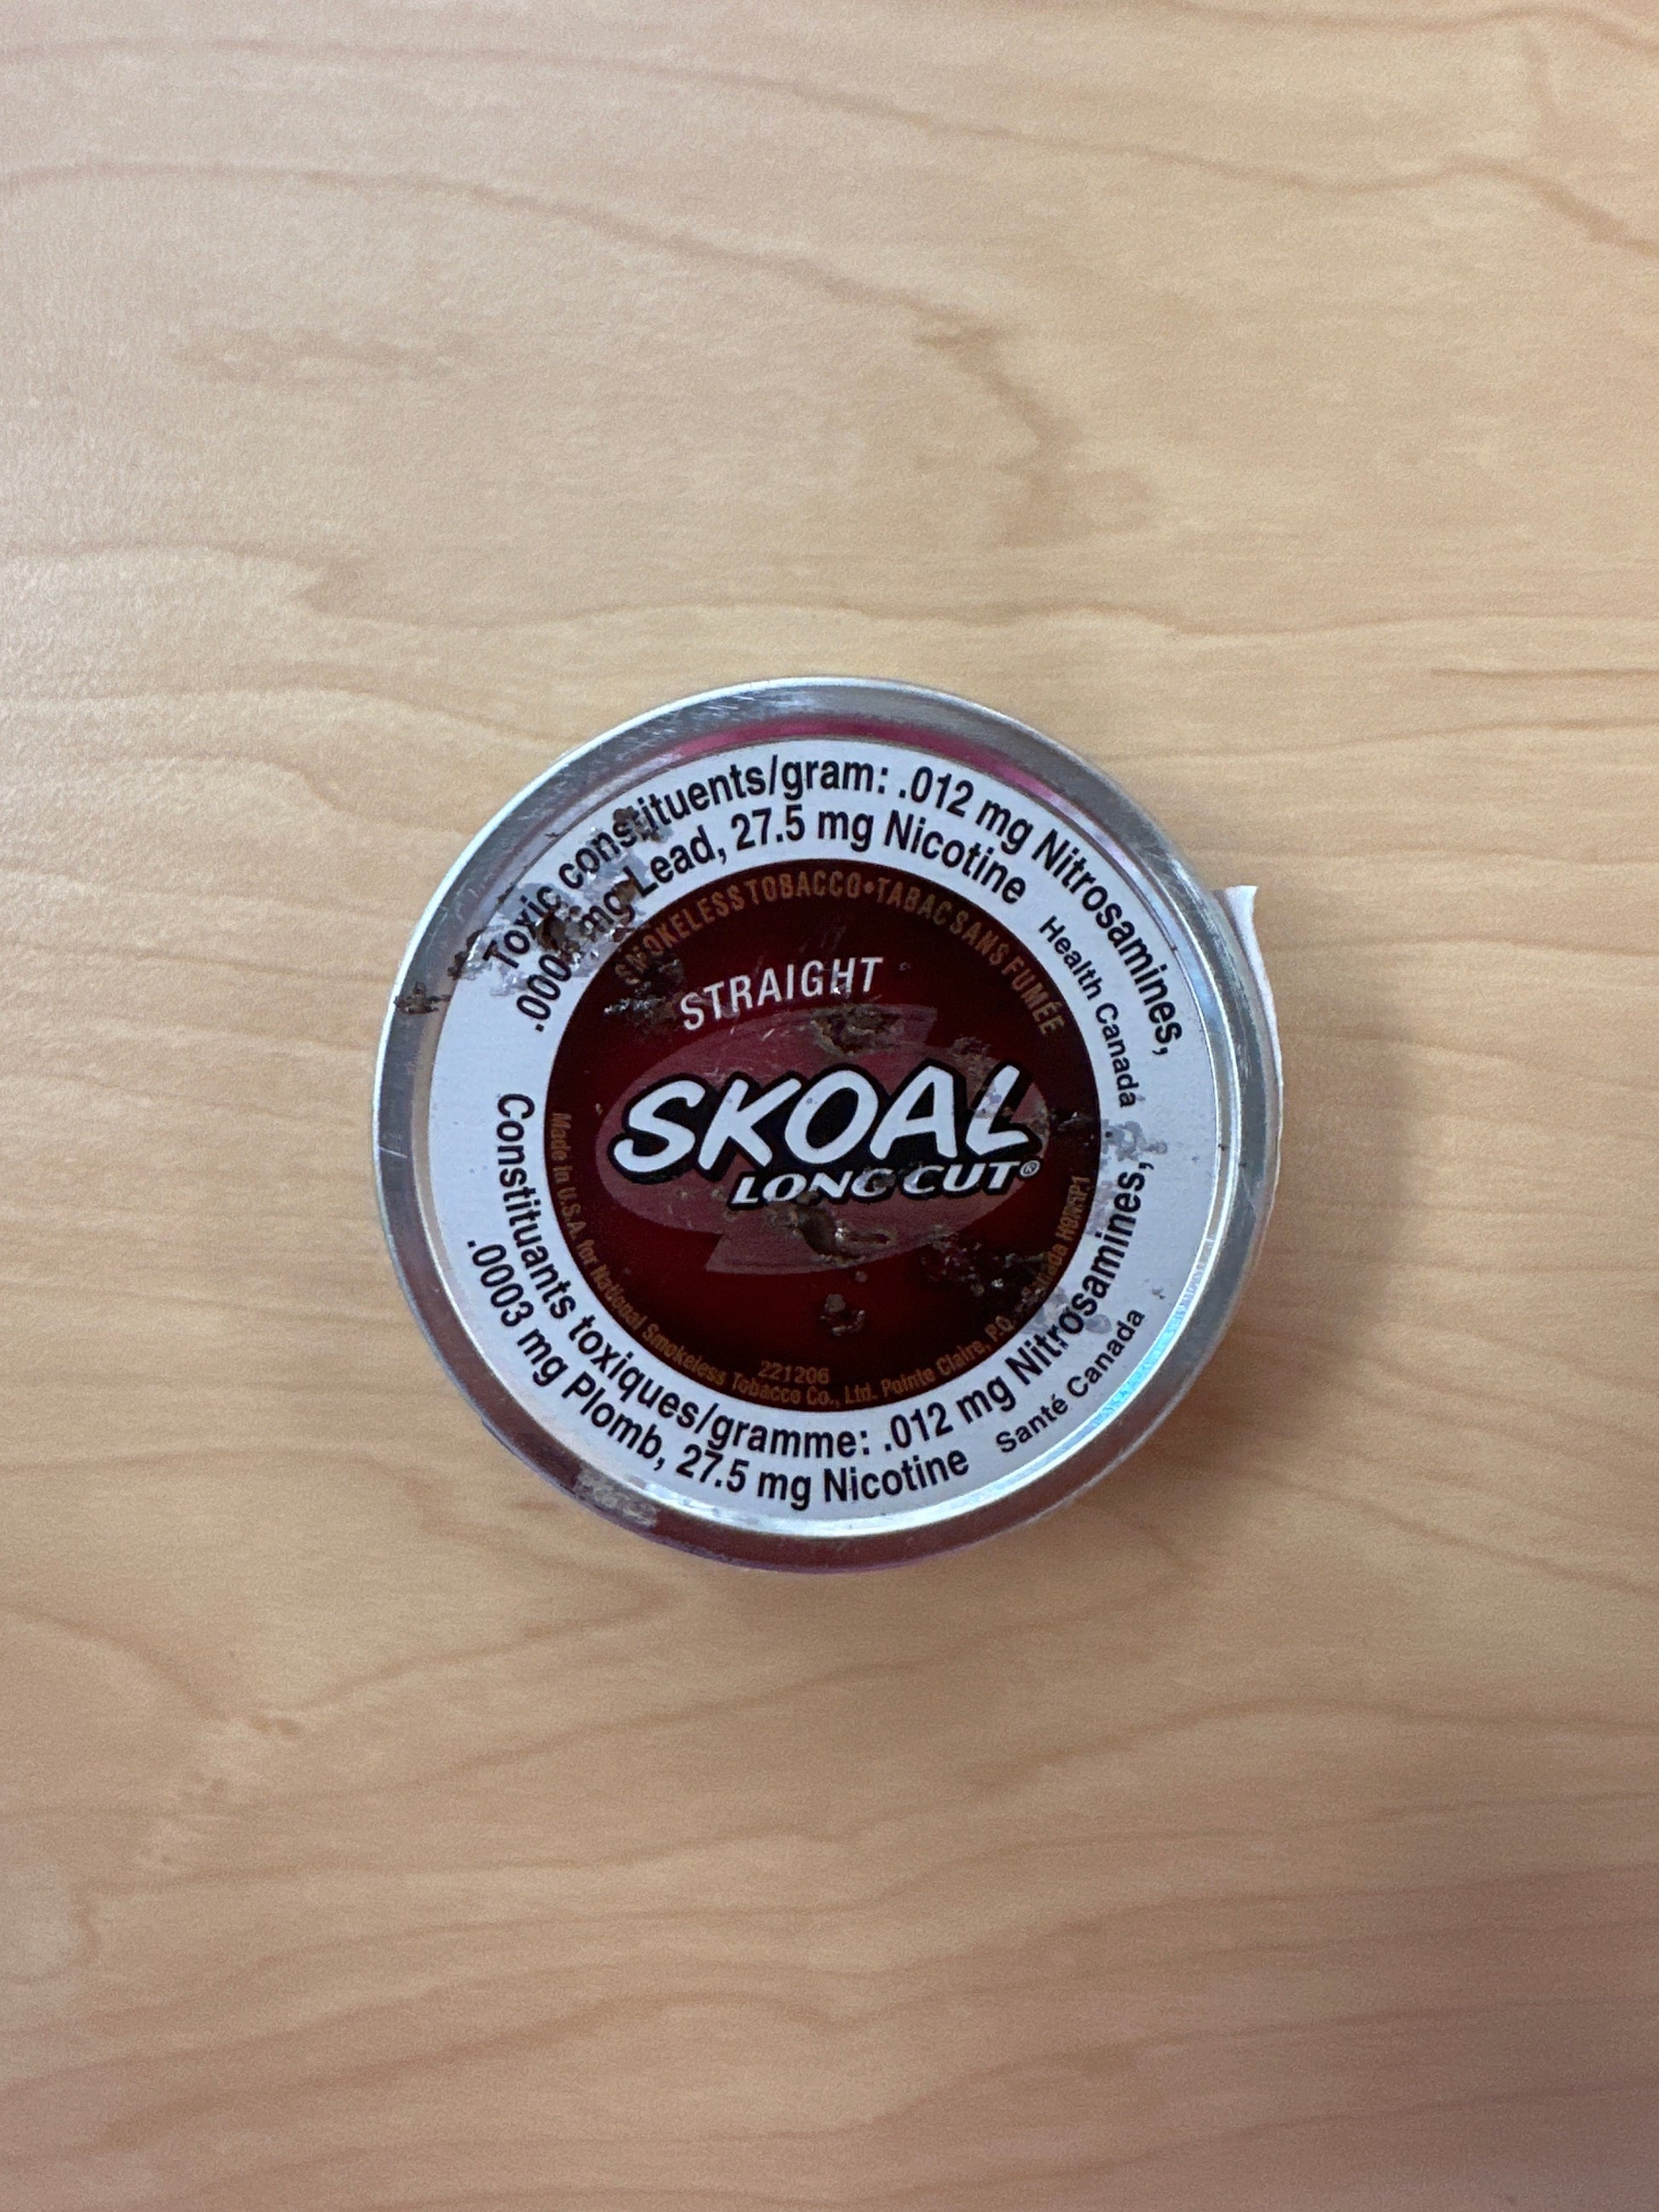 Toxic constituents/gram: .012 mg Nitrosamines,
mg Lead, 27.5 mg Nicotine
Health Canada
SMOKELESS TOBACCO•TABAC SANS FUMÉE
STRAIGHT
SKOAL
LONG CUT®
221206
Made in U.S.A. for National Smokeless Tobacco Co., Ltd. Pointe Claire, P.Q.
Constituants toxiques/gramme: .012 mg Nitrosamines,
.0003 mg Plomb, 27.5 mg Nicotine
Santé Canada